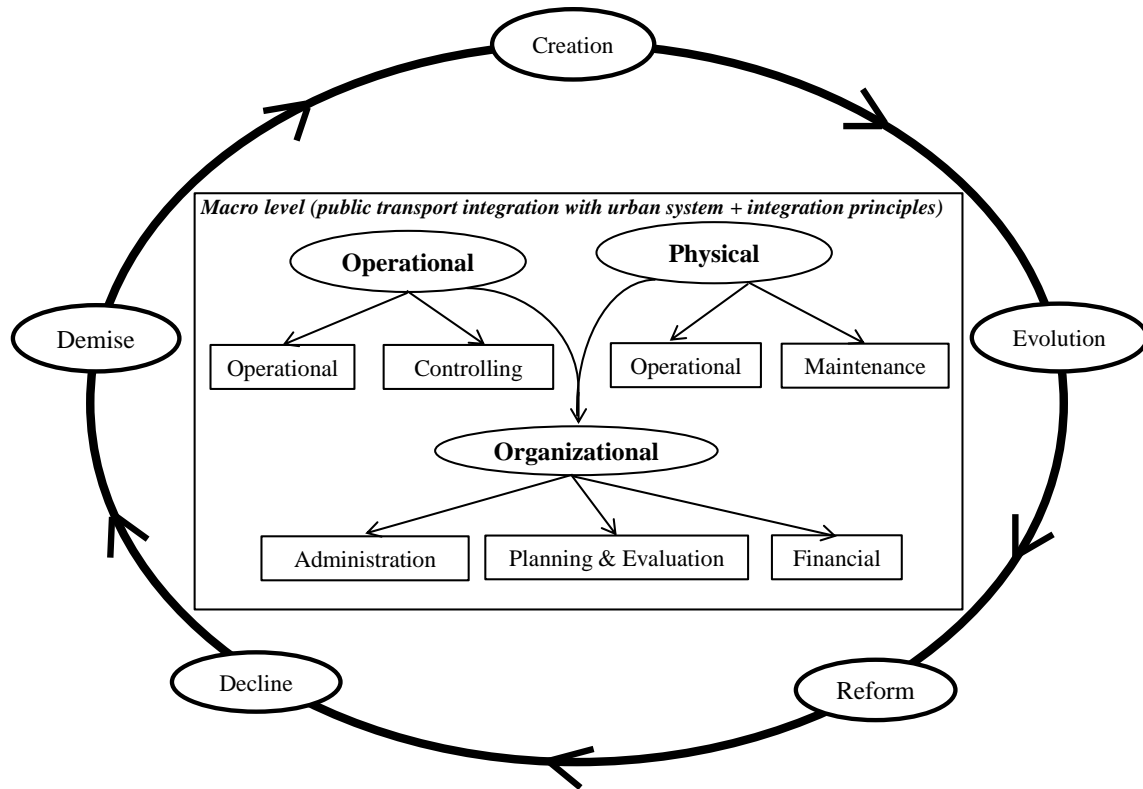 Creation
Macro level (public transport integration with urban system + integration principles)
Operational
Physical
Demise
Evolution
Operational
Controlling
Operational
Maintenance
Organizational
Administration
Planning & Evaluation
Financial
Decline
Reform